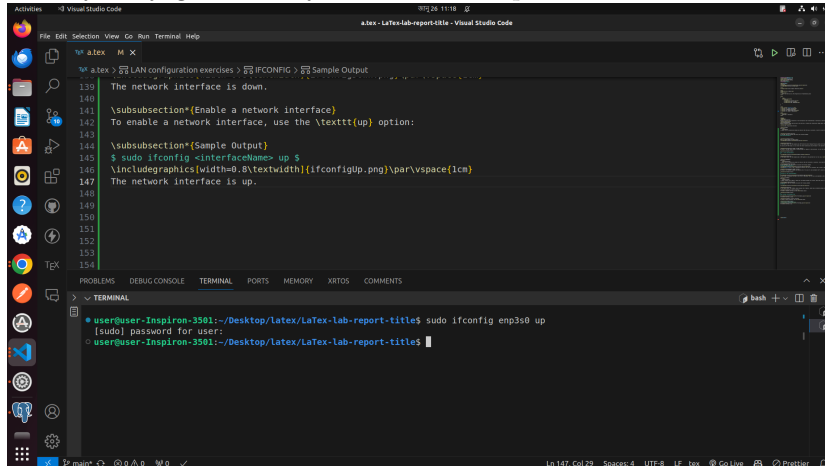 Activities
Visual Studio Code
अगस्ट 26 11:18
a.tex - LaTex-lab-report-title - Visual Studio Code
File Edit Selection View Go Run Terminal Help
TEX a.tex M
a.tex > LAN configuration exercises > IFCONFIG > Sample Output
139 The network interface is down.
140
141 \subsubsection*{Enable a network interface}
142 To enable a network interface, use the \texttt{up} option:
143
144 \subsubsection*{Sample Output}
145 $ sudo ifconfig <interfaceName> up $
146 \includegraphics[width=0.8\textwidth]{ifconfigUp.png}\par\vspace{1cm}
147 The network interface is up.
148
149
150
151
152
153
154
10
TEX
PROBLEMS DEBUG CONSOLE TERMINAL PORTS MEMORY XRTOS COMMENTS
TERMINAL
bash
user@user-Inspiron-3501:~/Desktop/latex/LaTex-lab-report-title$ sudo ifconfig enp3s0 up
[sudo] password for user:
user@user-Inspiron-3501:~/Desktop/latex/LaTex-lab-report-title$
main* 0 0 0 Ln 147, Col 29 Spaces: 4 UTF-8 LF tex Go Live Prettier